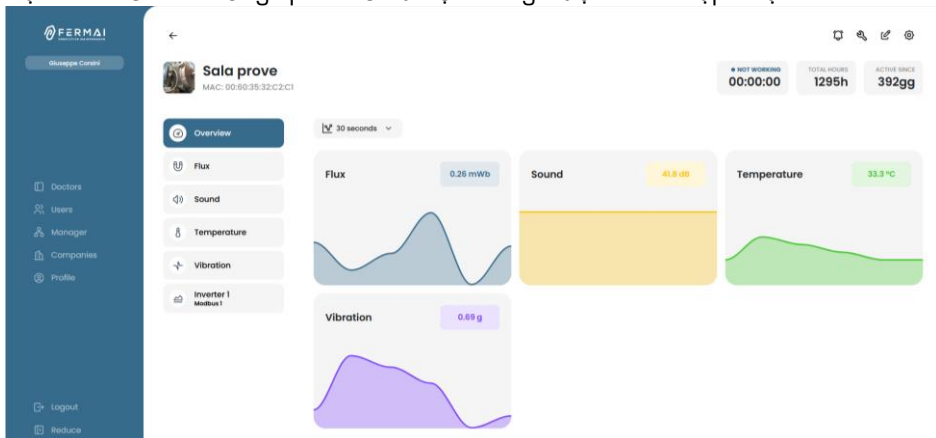 FERMAI
Giuseppe Corsini
Doctors
Users
Manager
Companies
Profile
Logout
Reduce
Sala prove
MAC: 00:60:35:32:C2:C1
NOT WORKING
00:00:00
TOTAL HOURS
1295h
ACTIVE SINCE
392gg
Overview
Flux
Sound
Temperature
Vibration
Inverter 1
Modbus 1
30 seconds
Flux
0.26 mWb
Sound
41.8 dB
Temperature
33.3 °C
Vibration
0.69 g